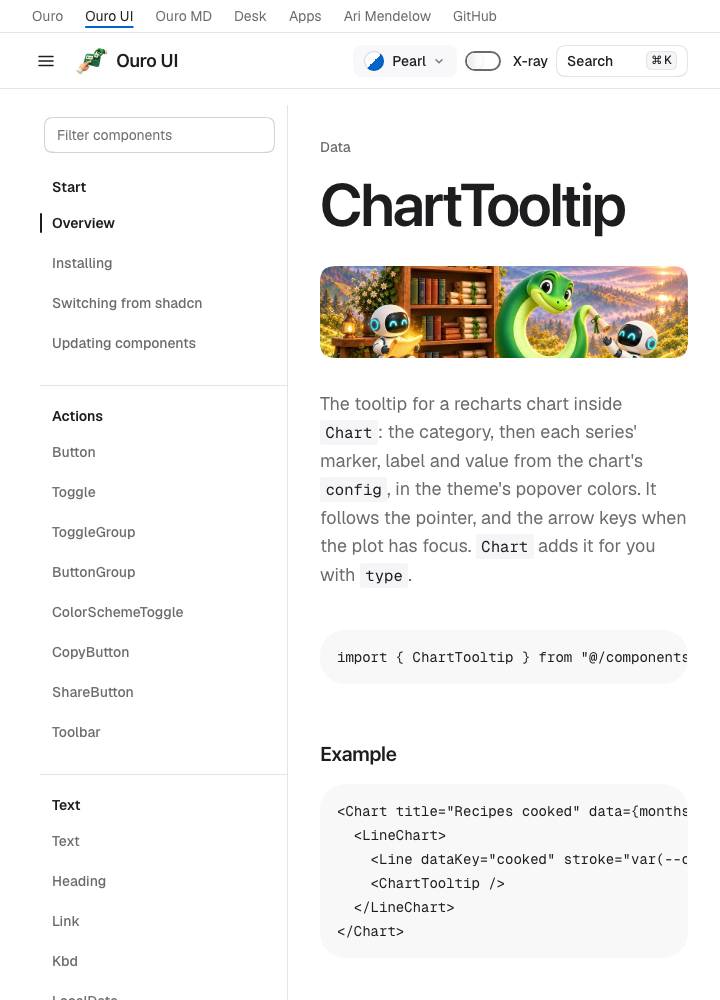 Ouro
Ouro UI
Ouro MD
Desk
Apps
Ari Mendelow
GitHub
Ouro UI
Pearl
X-ray
Search
⌘ K
Filter components
Start
Overview
Installing
Switching from shadcn
Updating components
Actions
Button
Toggle
ToggleGroup
ButtonGroup
ColorSchemeToggle
CopyButton
ShareButton
Toolbar
Text
Text
Heading
Link
Kbd
Data
ChartTooltip
The tooltip for a recharts chart inside
Chart : the category, then each series'
marker, label and value from the chart's
config , in the theme's popover colors. It
follows the pointer, and the arrow keys when
the plot has focus. Chart adds it for you
with type .
import { ChartTooltip } from "@/components
Example
<Chart title="Recipes cooked" data={months
<LineChart>
<Line dataKey="cooked" stroke="var(--c
<ChartTooltip />
</LineChart>
</Chart>